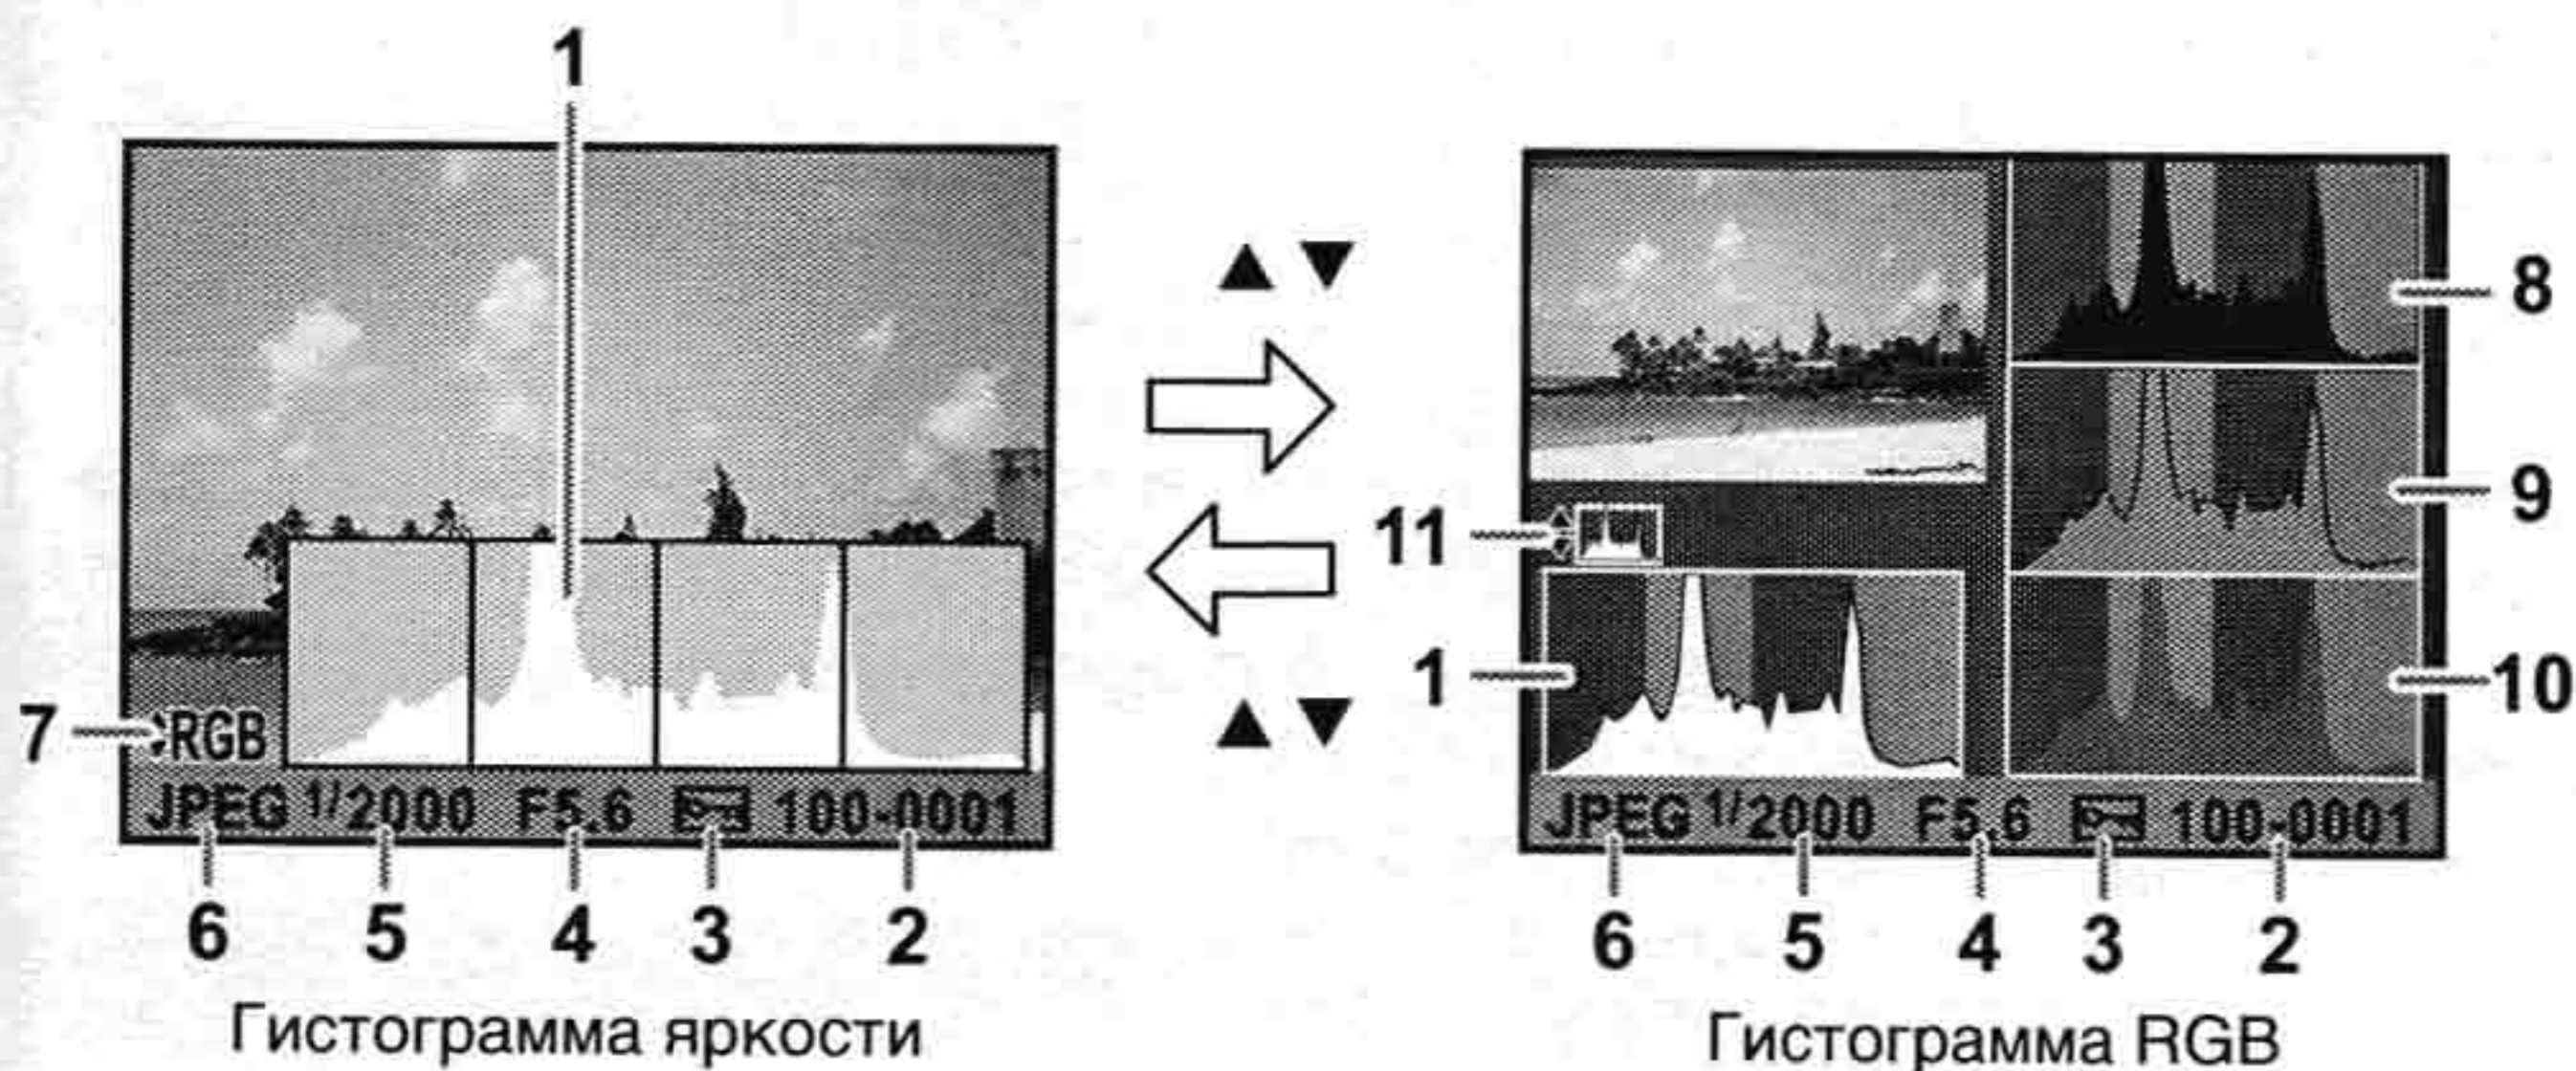 1
▲ ▼
8
9
11
1
10
7
RGB
▲ ▼
JPEG 1/2000 F5.6 100-0001
JPEG 1/2000 F5.6 100-0001
6 5 4 3 2
6 5 4 3 2
Гистограмма яркости
Гистограмма RGB